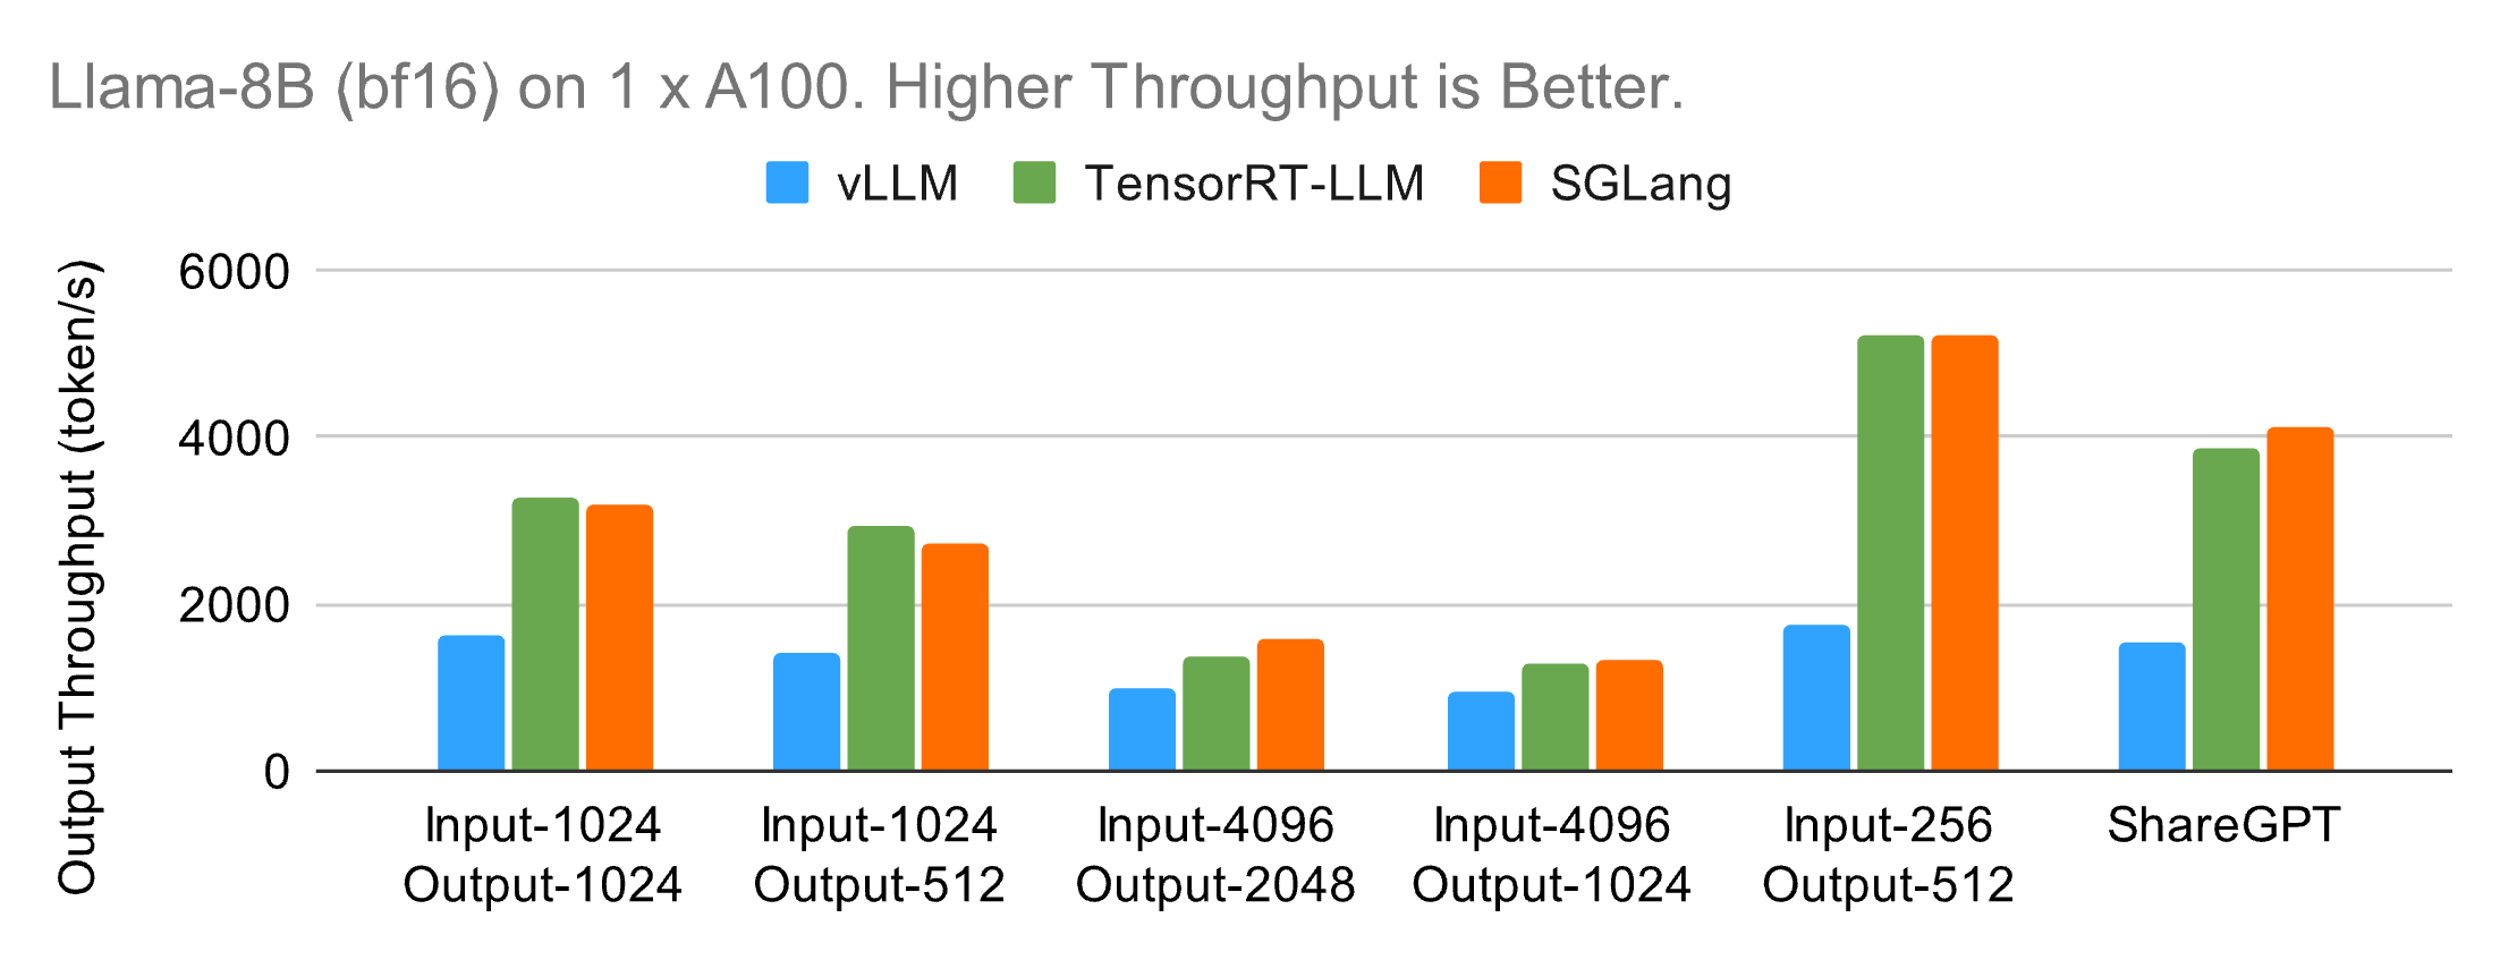 Llama-8B (bf16) on 1 x A100. Higher Throughput is Better.
vLLM
TensorRT-LLM
SGLang
Output Throughput (token/s)
6000
4000
2000
0
Input-1024
Output-1024
Input-1024
Output-512
Input-4096
Output-2048
Input-4096
Output-1024
Input-256
Output-512
ShareGPT